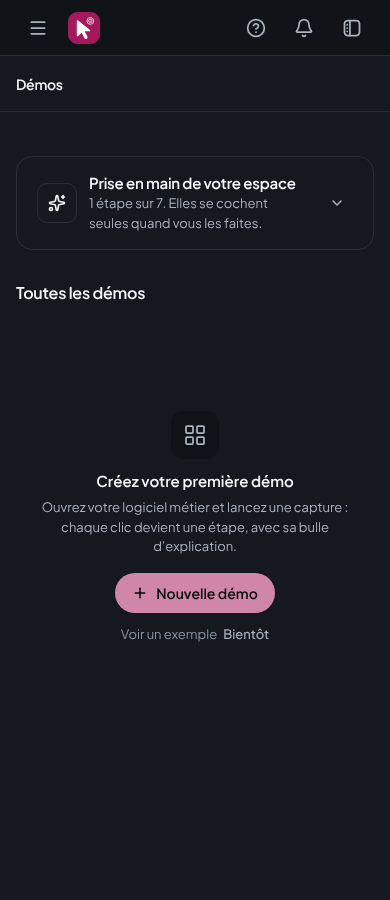 Démos
Prise en main de votre espace
1 étape sur 7. Elles se cochent
seules quand vous les faites.
Toutes les démos
Créez votre première démo
Ouvrez votre logiciel métier et lancez une capture :
chaque clic devient une étape, avec sa bulle
d'explication.
Nouvelle démo
Voir un exemple Bientôt